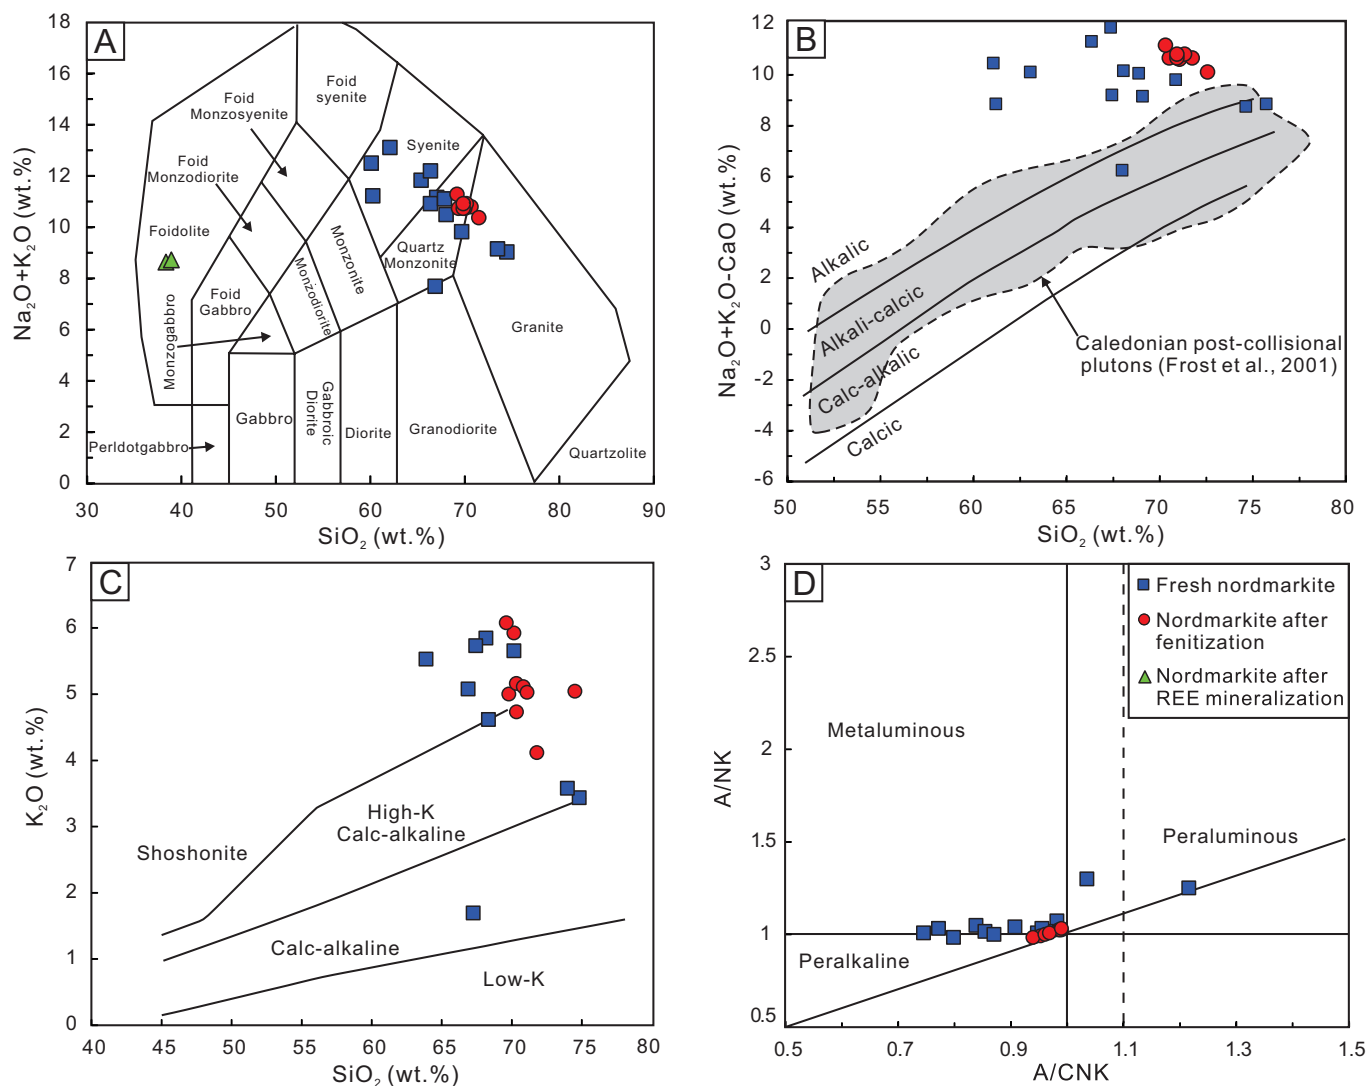 A
18
16
14
12
10
8
6
4
2
0
Na2O+K2O (wt.%)
30
40
50
60
70
80
90
SiO2 (wt.%)
Foid
syenite
Foid
Monzosyenite
Foid
Monzodiorite
Foidolite
Syenite
Quartz
Monzonite
Monzonite
Monzodiorite
Foid
Gabbro
Monzogabbro
Granite
Perldotgabbro
Gabbro
Gabbroic
Diorite
Diorite
Granodiorite
Quartzolite
B
12
10
8
6
4
2
0
-2
-4
-6
Na2O+K2O-CaO (wt.%)
50
55
60
65
70
75
80
SiO2 (wt.%)
Alkalic
Alkali-calcic
Calc-alkalic
Calcic
Caledonian post-collisional
plutons (Frost et al., 2001)
C
7
6
5
4
3
2
1
0
K2O (wt.%)
40
45
50
55
60
65
70
75
80
SiO2 (wt.%)
Shoshonite
High-K
Calc-alkaline
Calc-alkaline
Low-K
D
3
2.5
2
1.5
1
0.5
A/NK
0.5
0.7
0.9
1.1
1.3
1.5
A/CNK
Metaluminous
Peraluminous
Peralkaline
Fresh nordmarkite
Nordmarkite after
fenitization
Nordmarkite after
REE mineralization